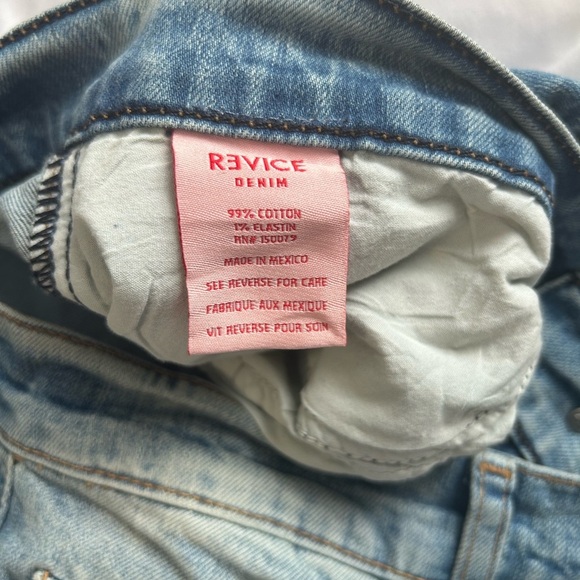 RƎVICE
DENIM
99% COTTON
1% ELASTIN
RN# 150079
MADE IN MEXICO
SEE REVERSE FOR CARE
FABRIQUE AUX MEXIQUE
VIT REVERSE POUR SOIN